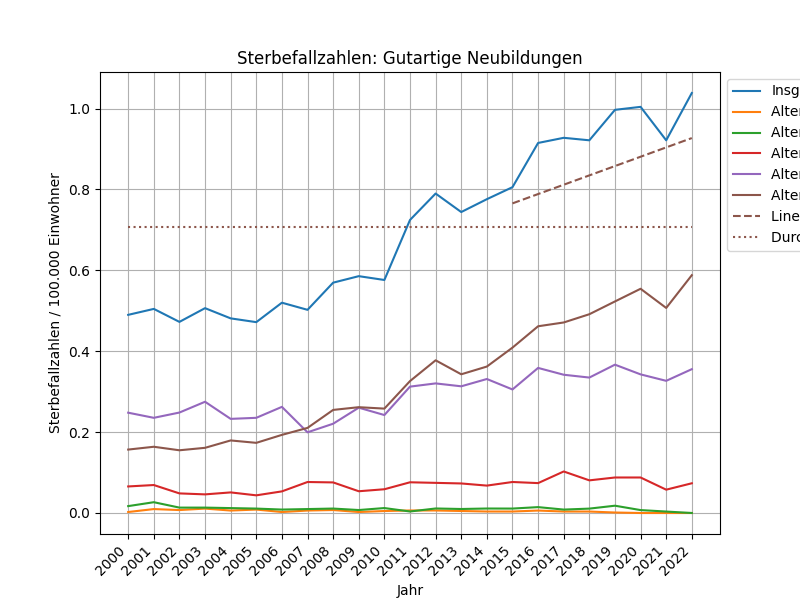 Sterbefallzahlen: Gutartige Neubildungen
Sterbefallzahlen / 100.000 Einwohner
1.0
0.8
0.6
0.4
0.2
0.0
2000
2001
2002
2003
2004
2005
2006
2007
2008
2009
2010
2011
2012
2013
2014
2015
2016
2017
2018
2019
2020
2021
2022
Jahr
Insg
Alter
Alter
Alter
Alter
Alter
Line
Durc